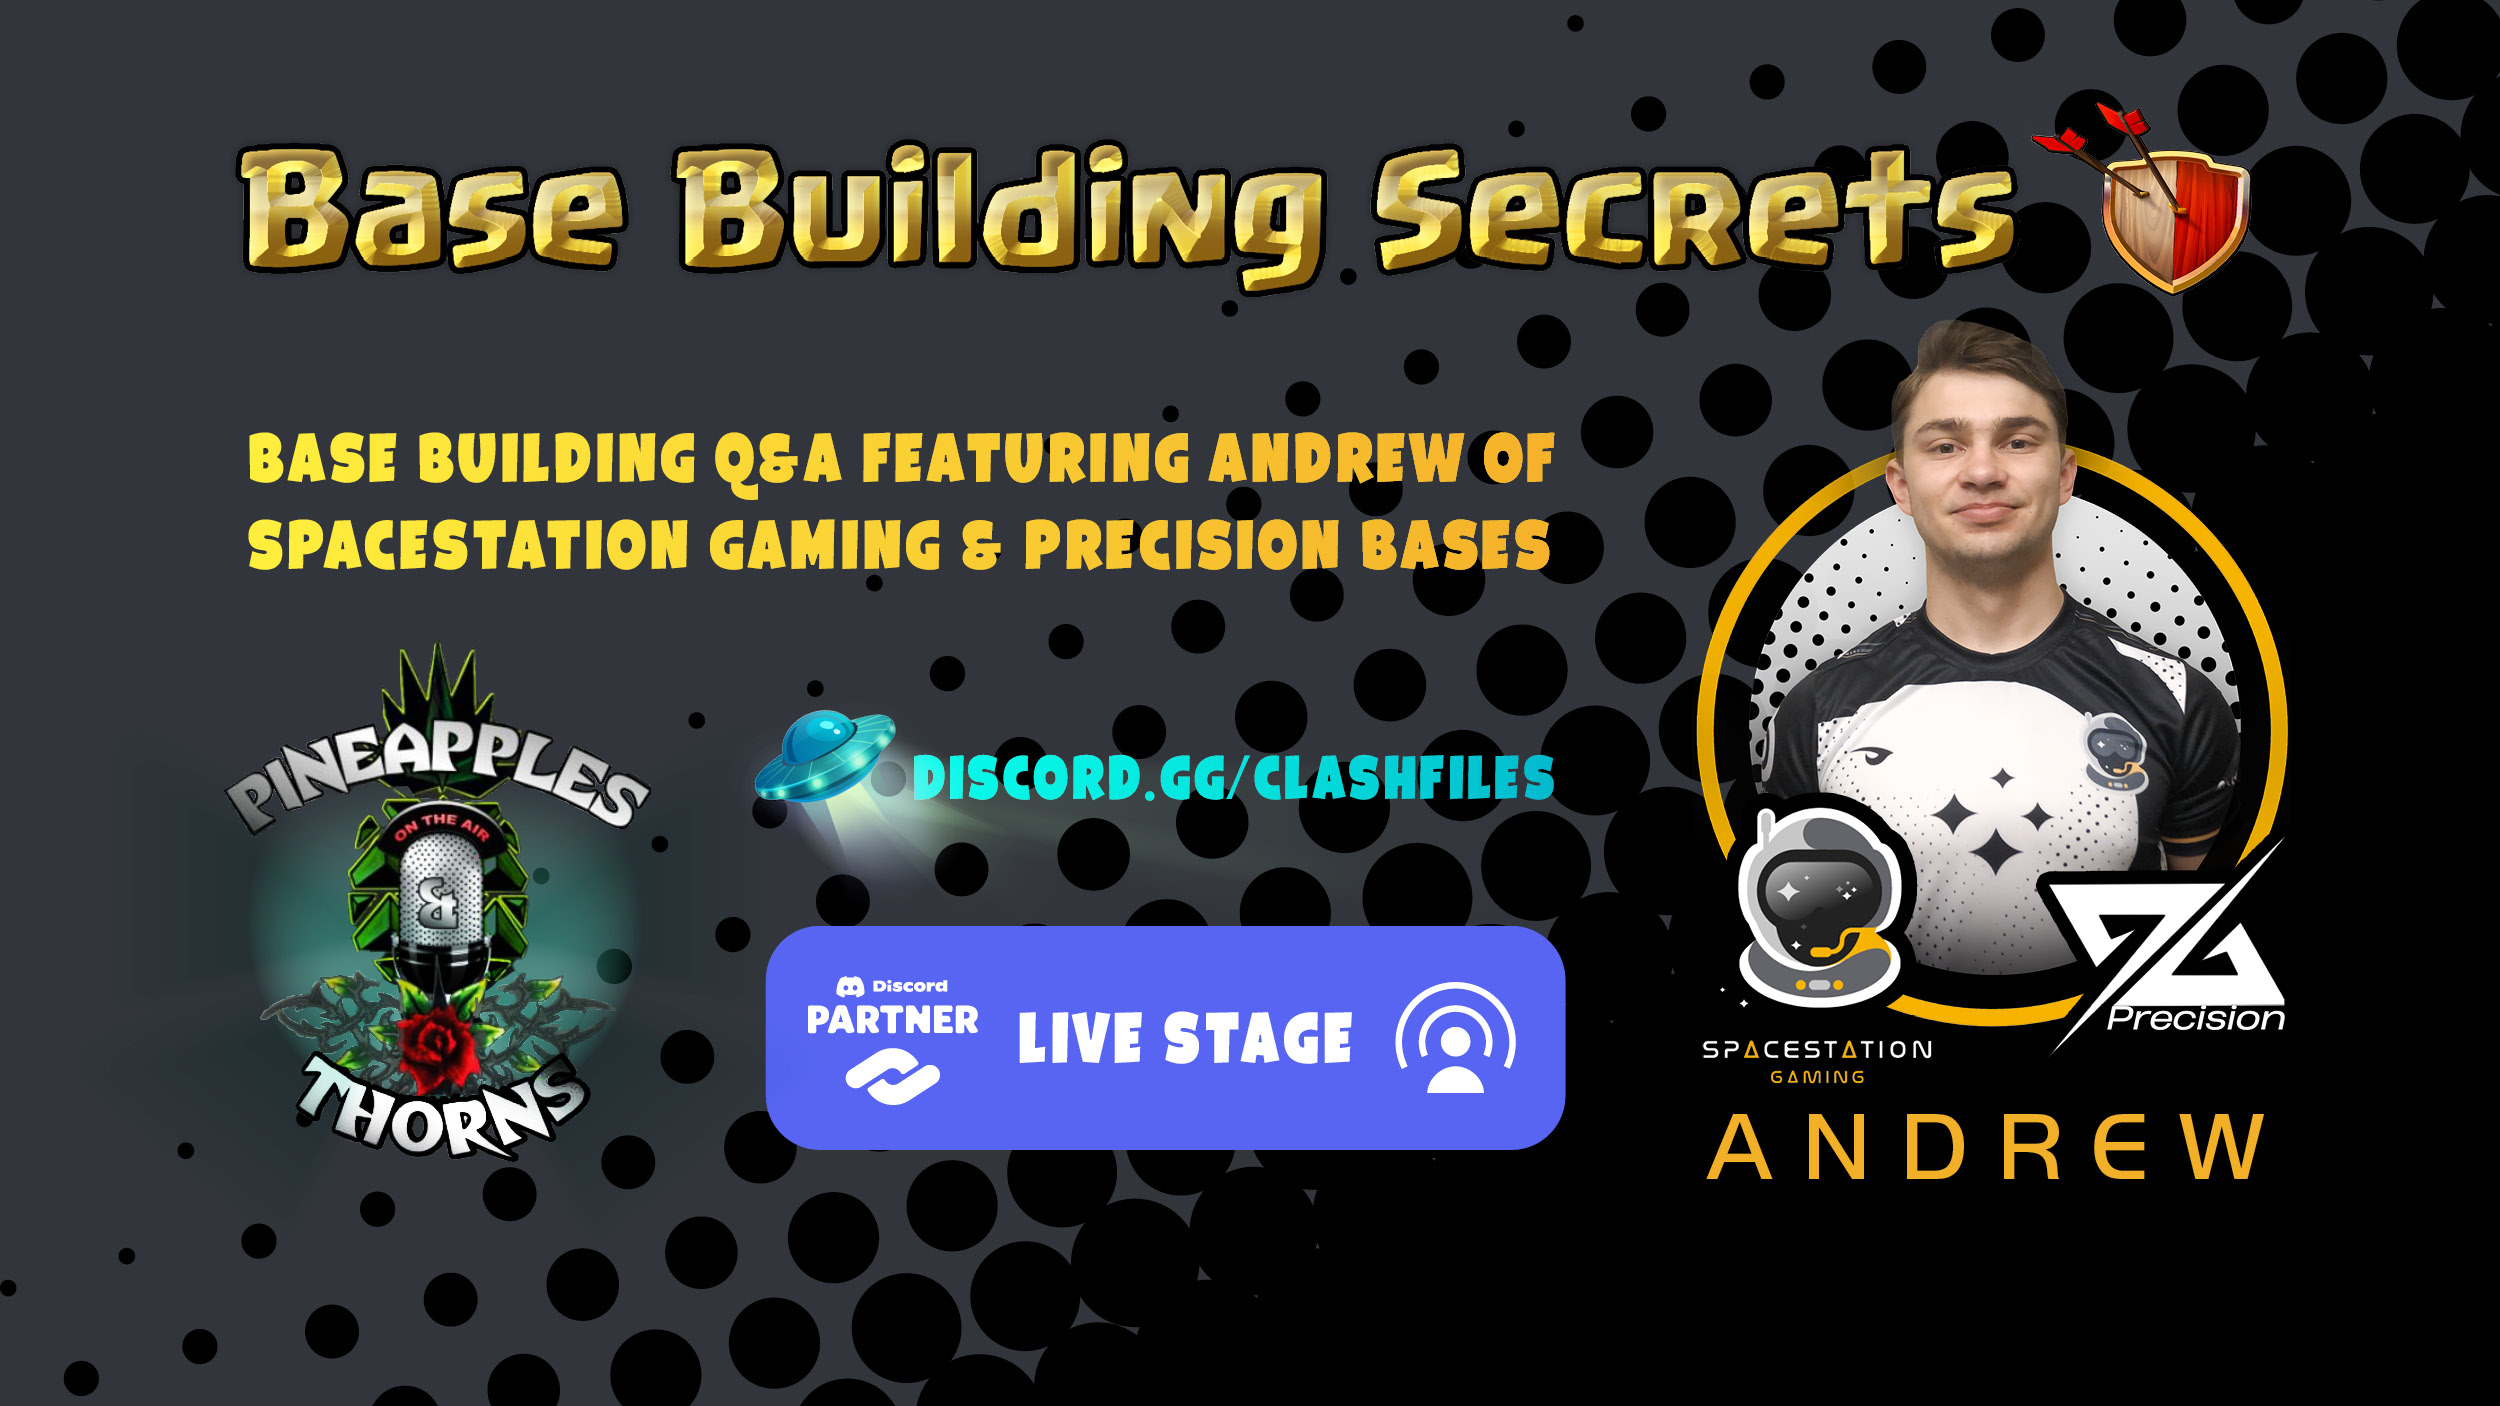 Base Building Secrets
BASE BUILDING Q&A FEATURING ANDREW OF
SPACESTATION GAMING & PRECISION BASES
PINEAPPLES
ON THE AIR
&
THORNS
DISCORD.GG/CLASHFILES
Discord
PARTNER
LIVE STAGE
Precision
SPACESTATION
GAMING
ANDREW